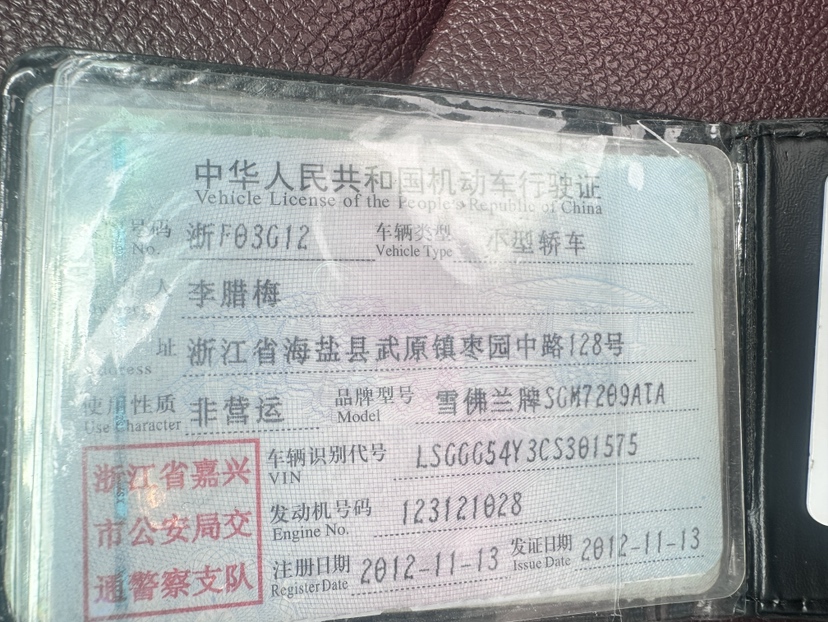 中华人民共和国机动车行驶证
Vehicle License of the People's Republic of China
号码 浙F03G12 车辆类型 小型轿车
No. Vehicle Type
人 李腊梅
址 浙江省海盐县武原镇枣园中路128号
Address
使用性质 非营运 品牌型号 雪佛兰牌SGM7209ATA
Use Character Model
车辆识别代号 LSGGG54Y3CS301575
VIN
发动机号码 123121028
Engine No.
注册日期 2012-11-13 发证日期 2012-11-13
Register Date Issue Date
浙江省嘉兴
市公安局交
通警察支队